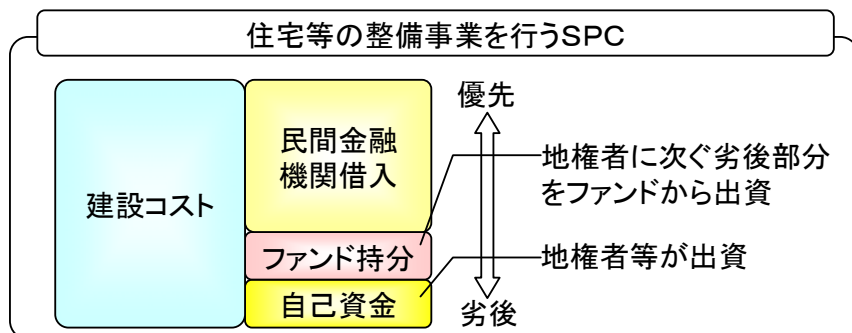 住宅等の整備事業を行うSPC
建設コスト
民間金融
機関借入
ファンド持分
自己資金
優先
劣後
地権者に次ぐ劣後部分
をファンドから出資
地権者等が出資